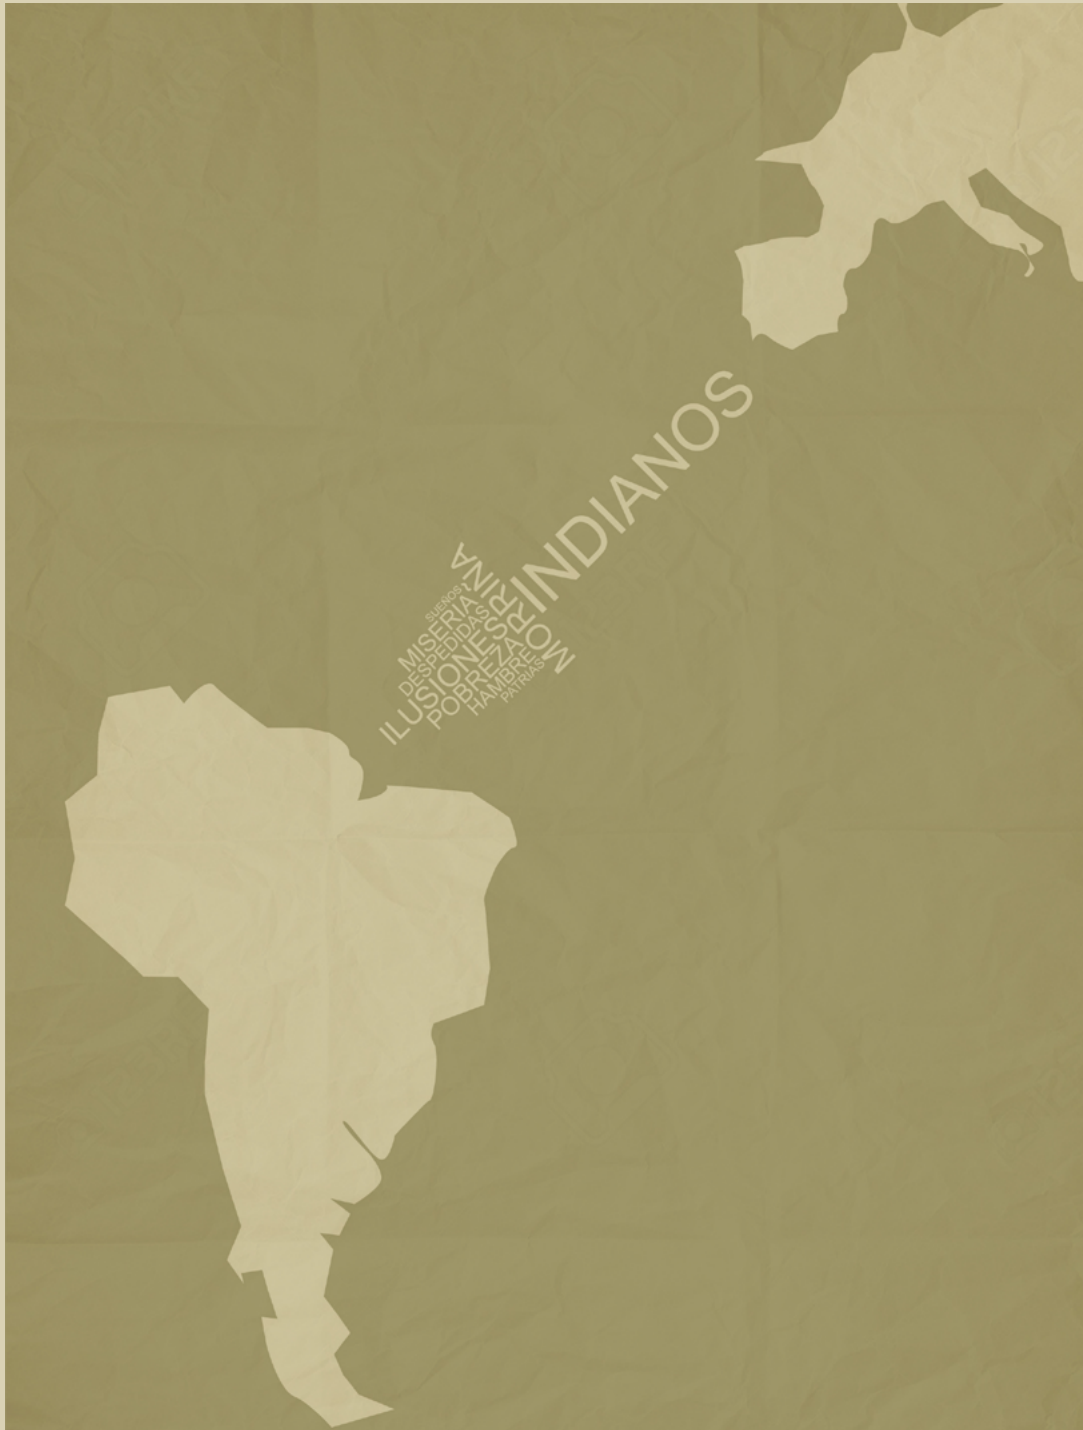 INDIANOS
MORRIÑA
SUEÑOS
MISERIA
DESPEDIDAS
ILUSIONES
POBREZA
HAMBRE
PATRIAS